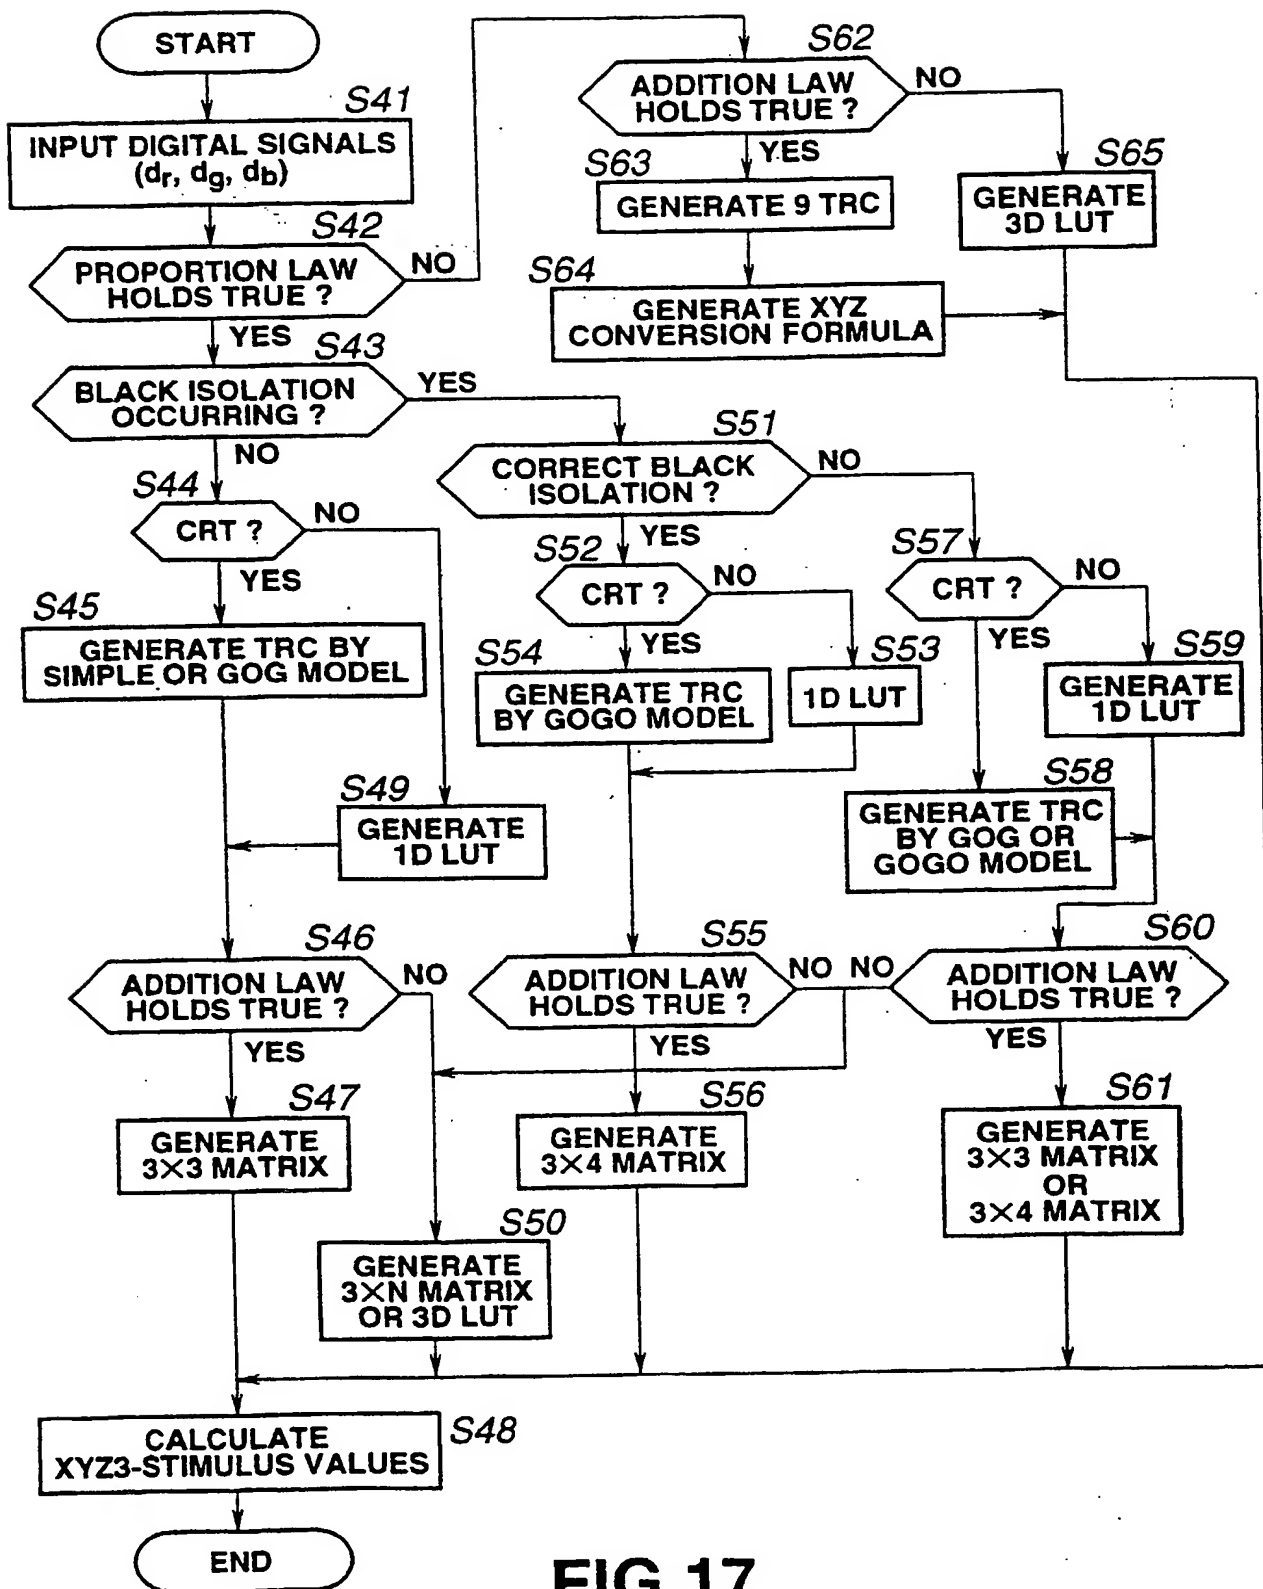 START
S41
INPUT DIGITAL SIGNALS
(dr, dg, db)
S42
PROPORTION LAW
HOLDS TRUE ?
NO
YES
S43
BLACK ISOLATION
OCCURRING ?
YES
NO
S44
CRT ?
NO
YES
S45
GENERATE TRC BY
SIMPLE OR GOG MODEL
S49
GENERATE
1D LUT
S46
ADDITION LAW
HOLDS TRUE ?
NO
YES
S47
GENERATE
3×3 MATRIX
S50
GENERATE
3×N MATRIX
OR 3D LUT
S48
CALCULATE
XYZ3-STIMULUS VALUES
END
S51
CORRECT BLACK
ISOLATION ?
NO
YES
S52
CRT ?
NO
YES
S54
GENERATE TRC
BY GOGO MODEL
S53
1D LUT
S55
ADDITION LAW
HOLDS TRUE ?
NO
YES
S56
GENERATE
3×4 MATRIX
S57
CRT ?
NO
YES
S59
GENERATE
1D LUT
S58
GENERATE TRC
BY GOG OR
GOGO MODEL
S60
NO
ADDITION LAW
HOLDS TRUE ?
YES
S61
GENERATE
3×3 MATRIX
OR
3×4 MATRIX
S62
ADDITION LAW
HOLDS TRUE ?
NO
YES
S63
GENERATE 9 TRC
S64
GENERATE XYZ
CONVERSION FORMULA
S65
GENERATE
3D LUT
FIG.17